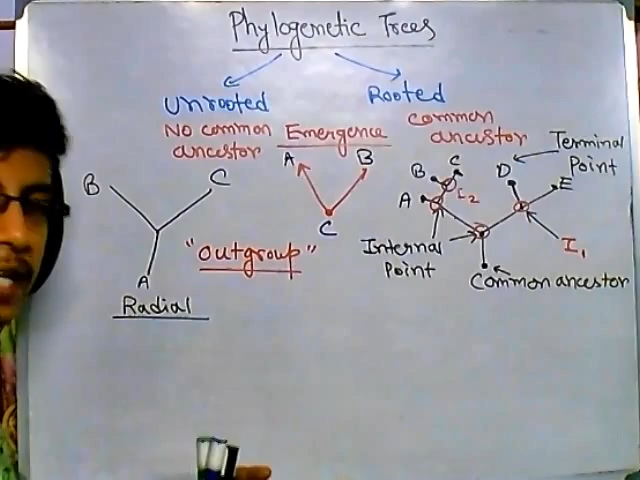 Phylogenetic Trees
Unrooted
No common
ancestor
Rooted
common
ancestor
Emergence
A
B
C
B
C
A
Radial
"Outgroup"
Terminal
Point
A
B
C
D
E
I2
I1
Internal
Point
Common ancestor